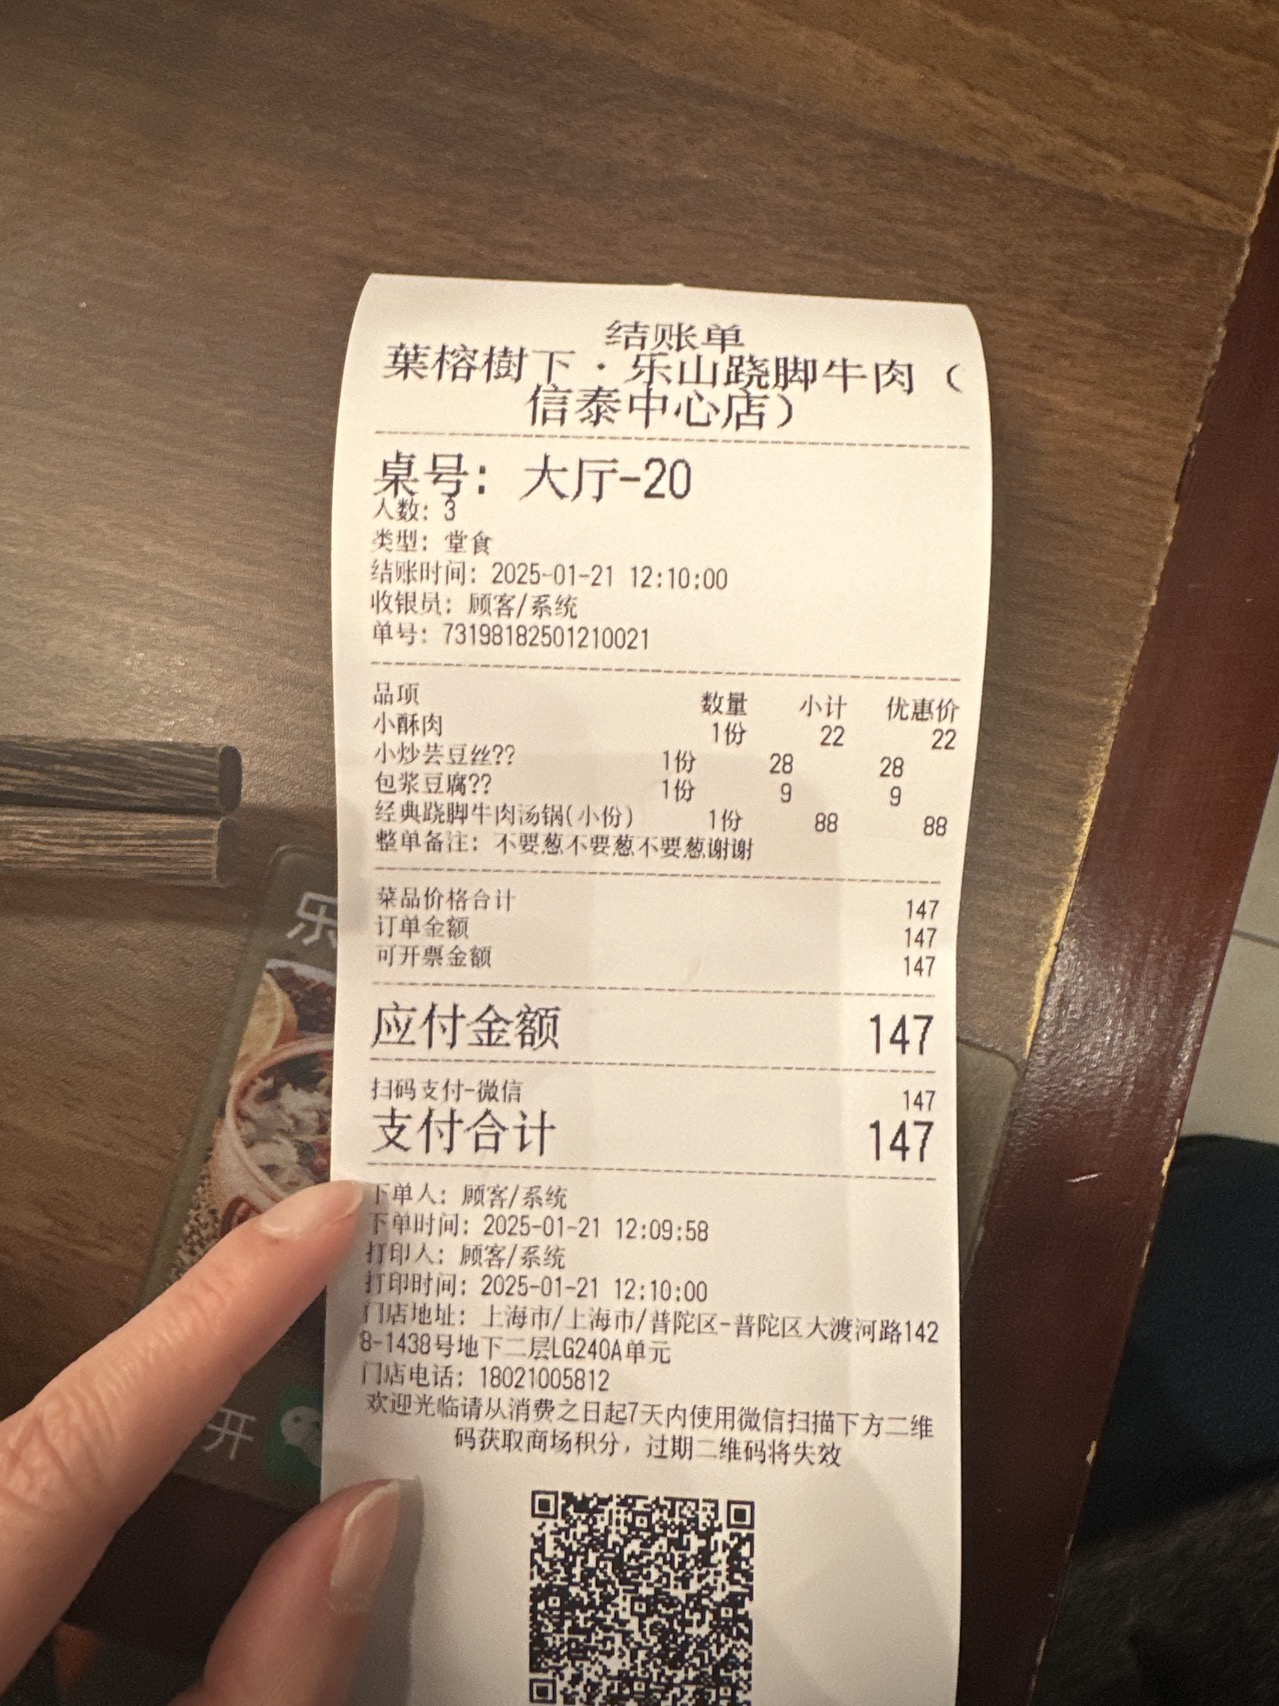 结账单
葉榕樹下·乐山跷脚牛肉（
信泰中心店）
桌号：大厅-20
人数：3
类型：堂食
结账时间：2025-01-21 12:10:00
收银员：顾客/系统
单号：73198182501210021
品项 数量 小计 优惠价
小酥肉 1份 22 22
小炒芸豆丝?? 1份 28 28
包浆豆腐?? 1份 9 9
经典跷脚牛肉汤锅(小份) 1份 88 88
整单备注：不要葱不要葱不要葱谢谢
菜品价格合计 147
订单金额 147
可开票金额 147
应付金额 147
扫码支付-微信 147
支付合计 147
下单人：顾客/系统
下单时间：2025-01-21 12:09:58
打印人：顾客/系统
打印时间：2025-01-21 12:10:00
门店地址：上海市/上海市/普陀区-普陀区大渡河路142
8-1438号地下二层LG240A单元
门店电话：18021005812
欢迎光临请从消费之日起7天内使用微信扫描下方二维
码获取商场积分，过期二维码将失效
乐
开